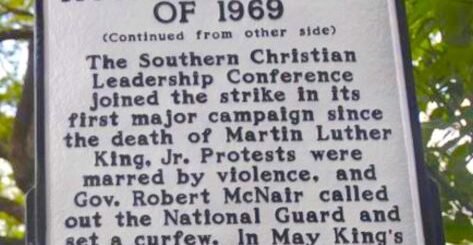 OF 1969
(Continued from other side)
The Southern Christian
Leadership Conference
joined the strike in its
first major campaign since
the death of Martin Luther
King, Jr. Protests were
marred by violence, and
Gov. Robert McNair called
out the National Guard and
set a curfew. In May King's